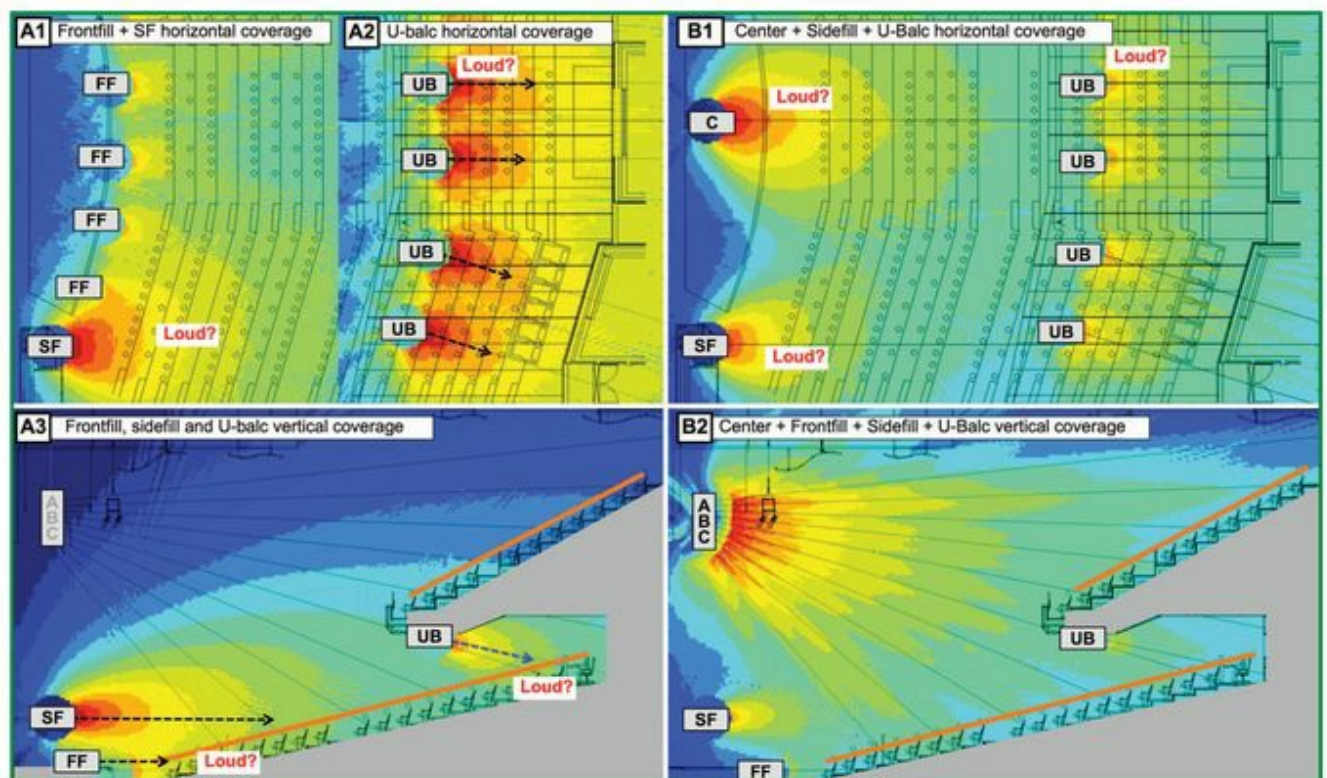 A1 Frontfill + SF horizontal coverage
FF
FF
FF
FF
SF
Loud?
A2 U-balc horizontal coverage
UB
Loud?
UB
UB
UB
B1 Center + Sidefill + U-Balc horizontal coverage
Loud?
UB
Loud?
C
UB
UB
UB
SF
Loud?
A3 Frontfill, sidefill and U-balc vertical coverage
A
B
C
UB
Loud?
SF
FF
Loud?
B2 Center + Frontfill + Sidefill + U-Balc vertical coverage
A
B
C
UB
SF
FF